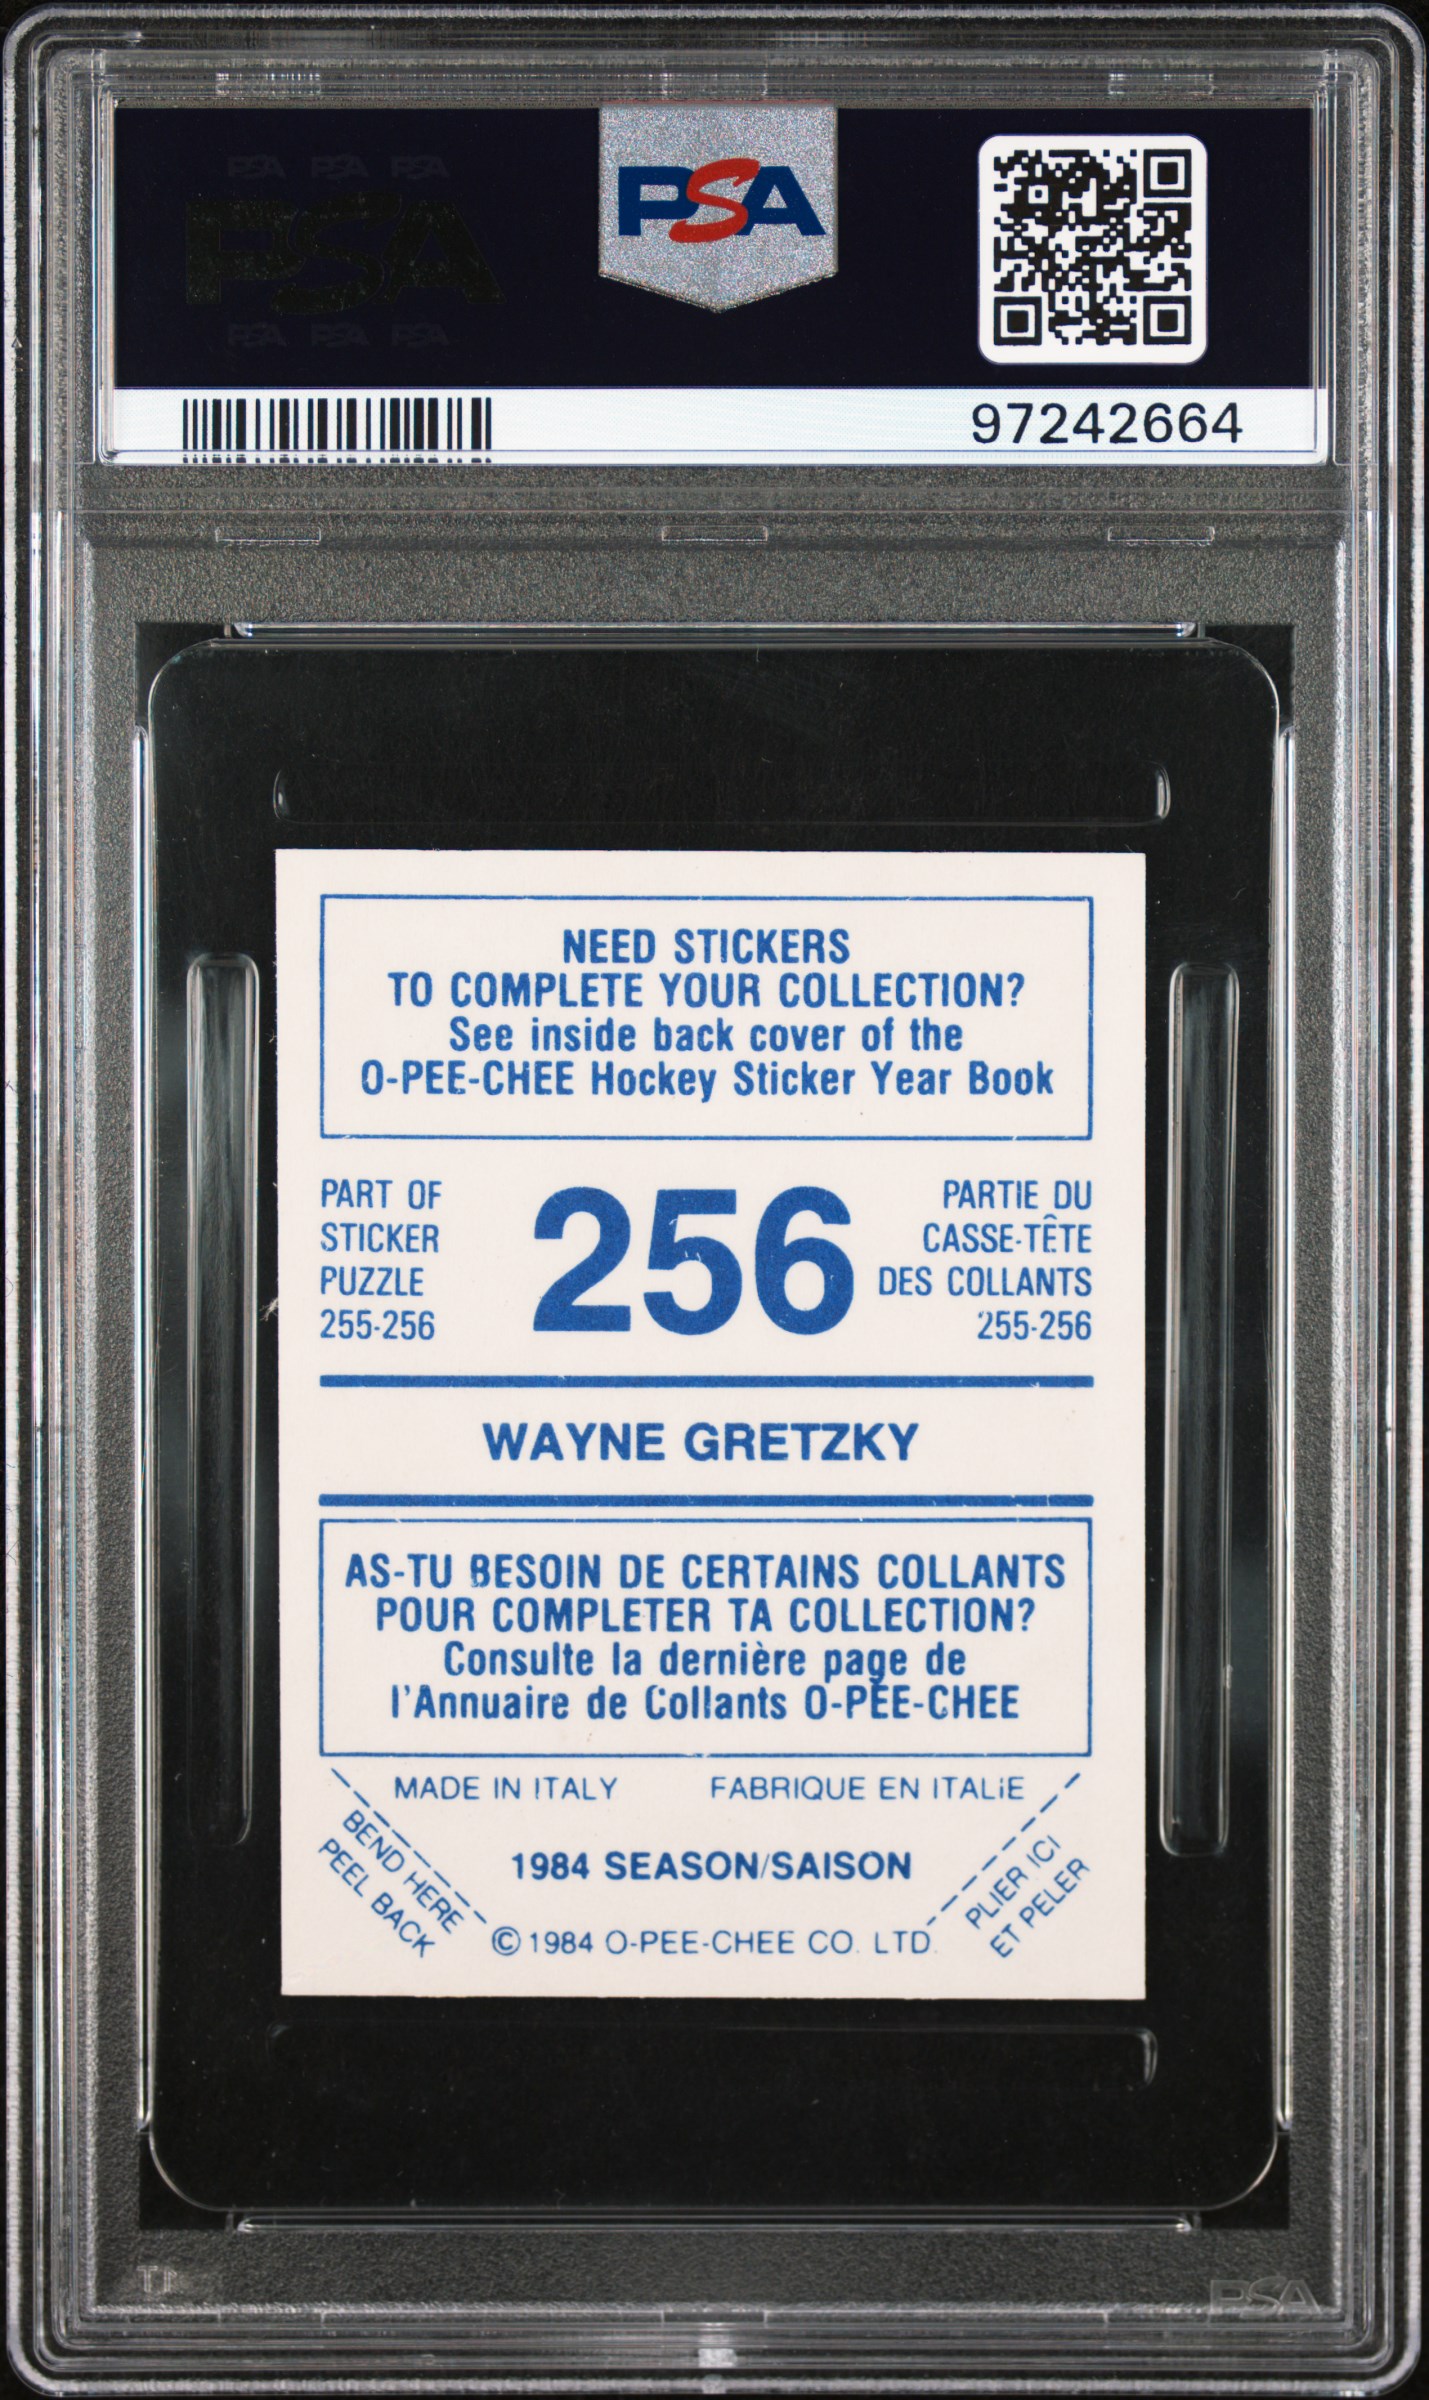 PSA PSA PSA
PSA
PSA PSA PSA
PSA
97242664
NEED STICKERS
TO COMPLETE YOUR COLLECTION?
See inside back cover of the
O-PEE-CHEE Hockey Sticker Year Book
PART OF
STICKER
PUZZLE
255-256
256
PARTIE DU
CASSE-TÊTE
DES COLLANTS
255-256
WAYNE GRETZKY
AS-TU BESOIN DE CERTAINS COLLANTS
POUR COMPLETER TA COLLECTION?
Consulte la dernière page de
l'Annuaire de Collants O-PEE-CHEE
MADE IN ITALY
FABRIQUE EN ITALIE
BEND HERE
PEEL BACK
1984 SEASON/SAISON
PLIER ICI
ET PELER
© 1984 O-PEE-CHEE CO. LTD.
PSA